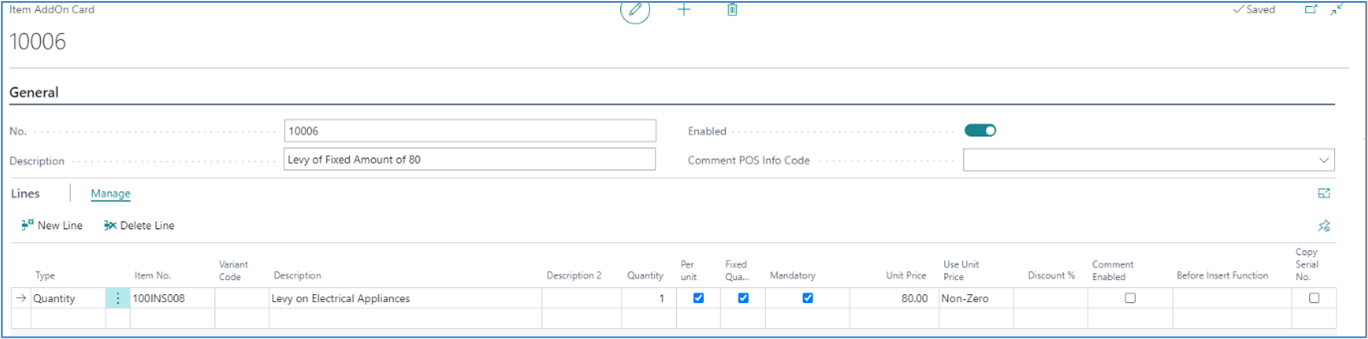 Item AddOn Card
Saved
10006
General
No. 10006
Enabled
Description Levy of Fixed Amount of 80
Comment POS Info Code
Lines Manage
New Line Delete Line
Type Item No. Variant Code Description Description 2 Quantity Per unit Fixed Qua... Mandatory Unit Price Use Unit Price Discount % Comment Enabled Before Insert Function Copy Serial No.
Quantity 100INS008 Levy on Electrical Appliances 1 80.00 Non-Zero